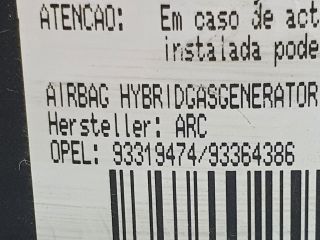 ATENCAO: Em caso de act
instalada pode
AIRBAG HYBRIDGASGENERATOR
Hersteller: ARC
OPEL: 93319474/93364386